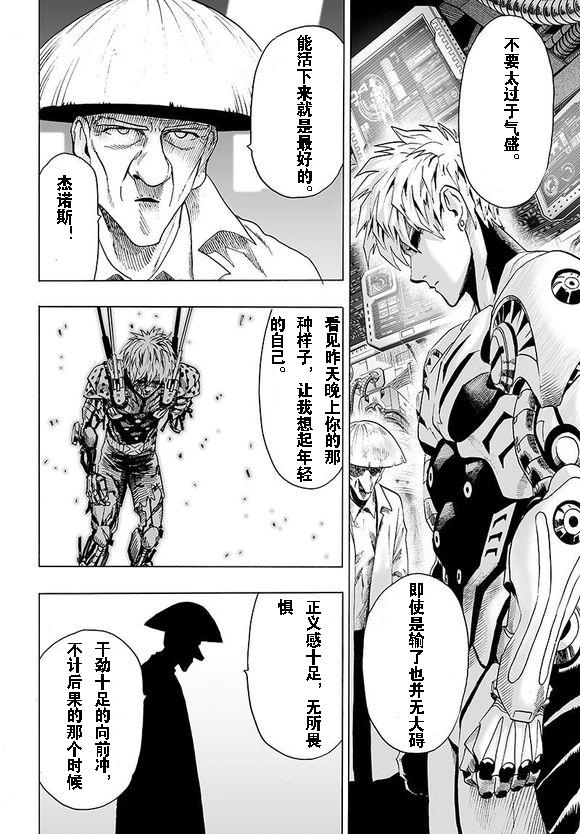 不要太过于气盛。
即使是输了也并无大碍
能活下来就是最好的。
杰诺斯！
看见昨天晚上你的那
种样子，让我想起年轻
的自己。
正义感十足，无所畏
惧
干劲十足的向前冲，
不计后果的那个时候